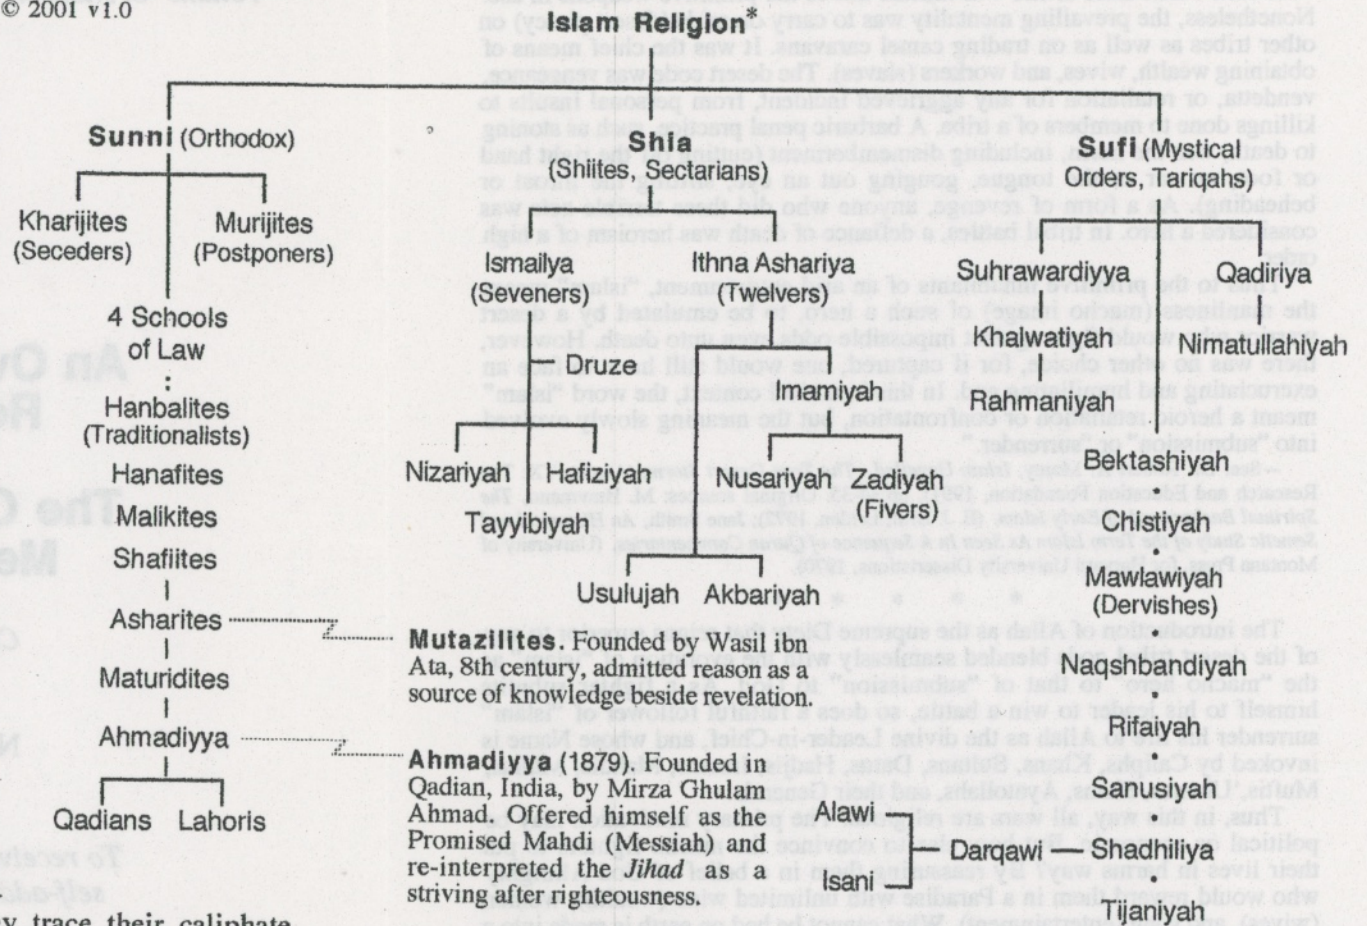 © 2001 v1.0
Islam Religion*
Sunni (Orthodox)
Kharijites
(Seceders)
Murijites
(Postponers)
4 Schools
of Law
Hanbalites
(Traditionalists)
Hanafites
Malikites
Shafiites
Asharites
Maturidites
Ahmadiyya
Qadians
Lahoris
Shia
(Shiites, Sectarians)
Ismailya
(Seveners)
Druze
Nizariyah
Hafiziyah
Tayyibiyah
Ithna Ashariya
(Twelvers)
Imamiyah
Nusariyah
Zadiyah
(Fivers)
Usulujah
Akbariyah
Sufi (Mystical
Orders, Tariqahs)
Suhrawardiyya
Khalwatiyah
Rahmaniyah
Qadiriya
Nimatullahiyah
Bektashiyah
Chistiyah
Mawlawiyah
(Dervishes)
Naqshbandiyah
Rifaiyah
Sanusiyah
Shadhiliya
Darqawi
Alawi
Isani
Tijaniyah
Mutazilites. Founded by Vasil ibn
Ata, 8th centy, admitted reason as a
source of knowledge beside revelation.
Ahmadiyya (1879). Founded in
Qadian, India, by Mirza Ghulam
Ahmad. Offered himself as the
Promised Mahdi (Messiah) and
re-interpreted the Jihad as a
striving after righteousness.
trace their caliphate